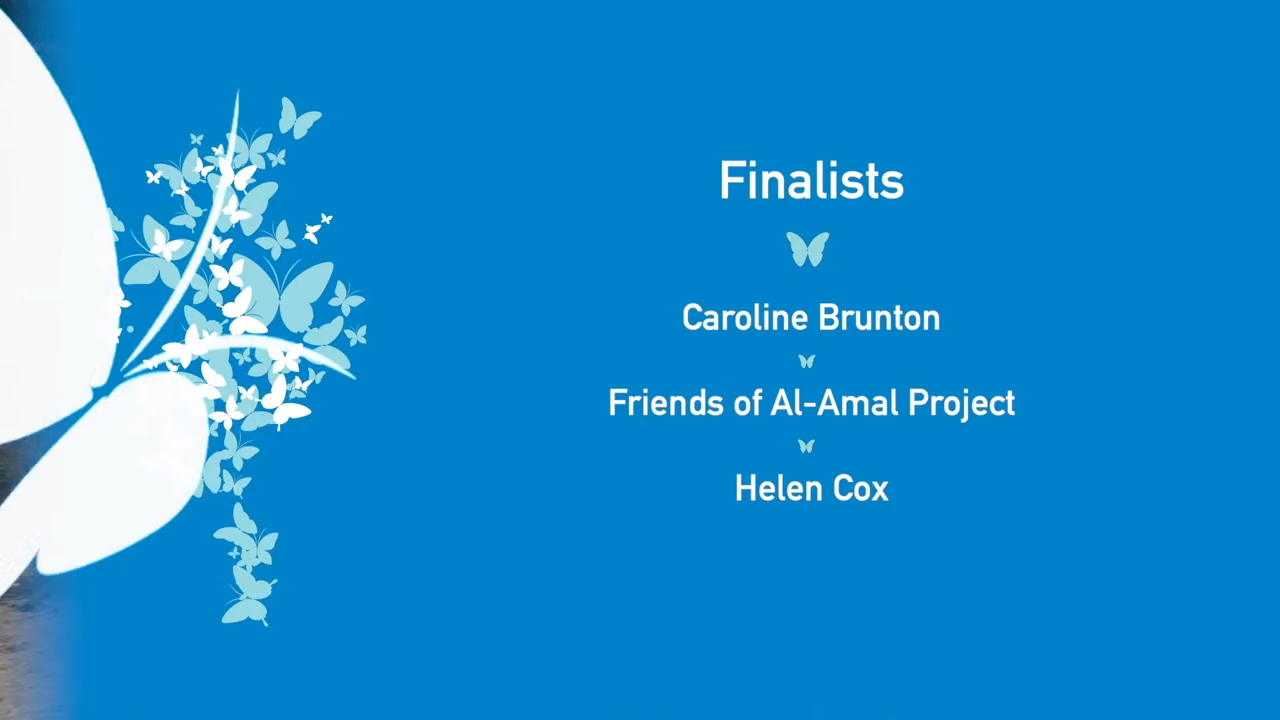 Finalists
Caroline Brunton
Friends of Al-Amal Project
Helen Cox